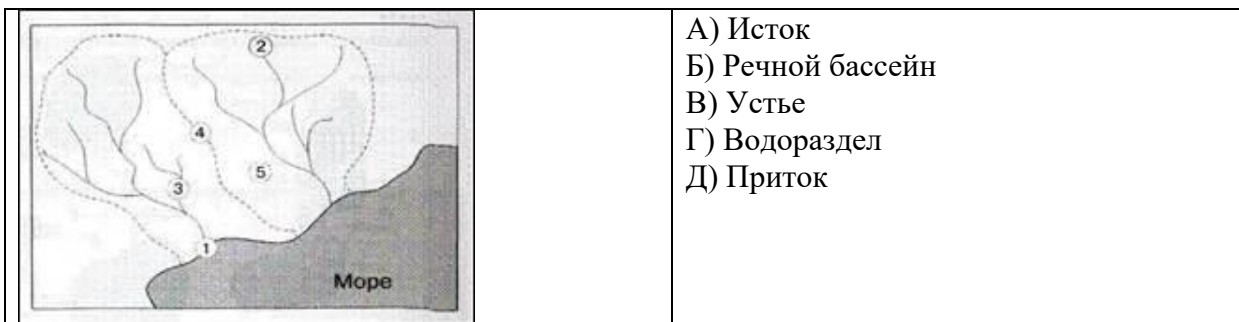 2
4
5
3
1
Море
А) Исток
Б) Речной бассейн
В) Устье
Г) Водораздел
Д) Приток